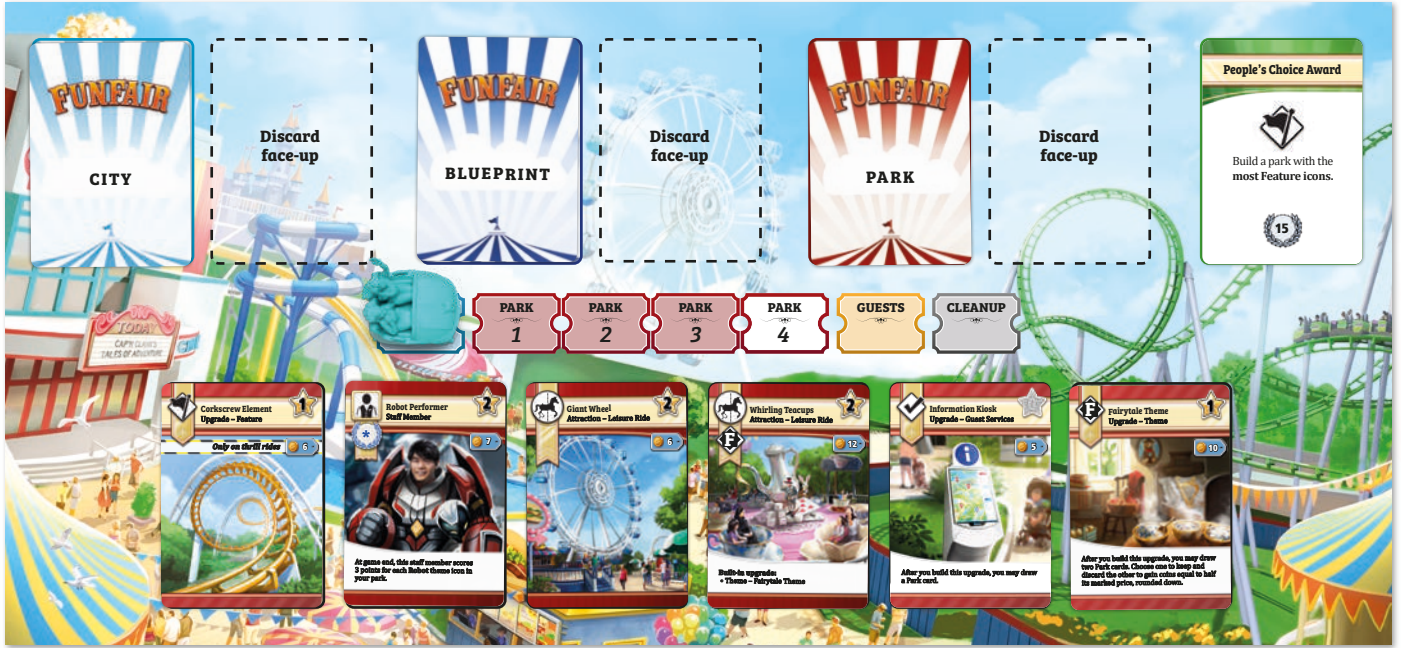 FUNFAIR
CITY
Discard
face-up
FUNFAIR
BLUEPRINT
Discard
face-up
FUNFAIR
PARK
Discard
face-up
People's Choice Award
Build a park with the
most Feature icons.
15
PARK
1
PARK
2
PARK
3
PARK
4
GUESTS
CLEANUP
TODAY
CAP'N CLARK'S
TALES OF ADVENTURE
Corkscrew Element
Upgrade – Feature
1
Only on thrill rides
6
Robot Performer
Staff Member
2
*
7
At game end, this staff member scores
3 points for each Robot theme icon in
your park.
Giant Wheel
Attraction – Leisure Ride
2
6
Whirling Teacups
Attraction – Leisure Ride
2
F
12
Built-in upgrade:
• Theme – Fairytale Theme
Information Kiosk
Upgrade – Guest Services
5
i
After you build this upgrade, you may draw
a Park card.
F
Fairytale Theme
Upgrade – Theme
1
10
After you build this upgrade, you may draw
two Park cards. Choose one to keep and
discard the other to gain coins equal to half
its marked price, rounded down.